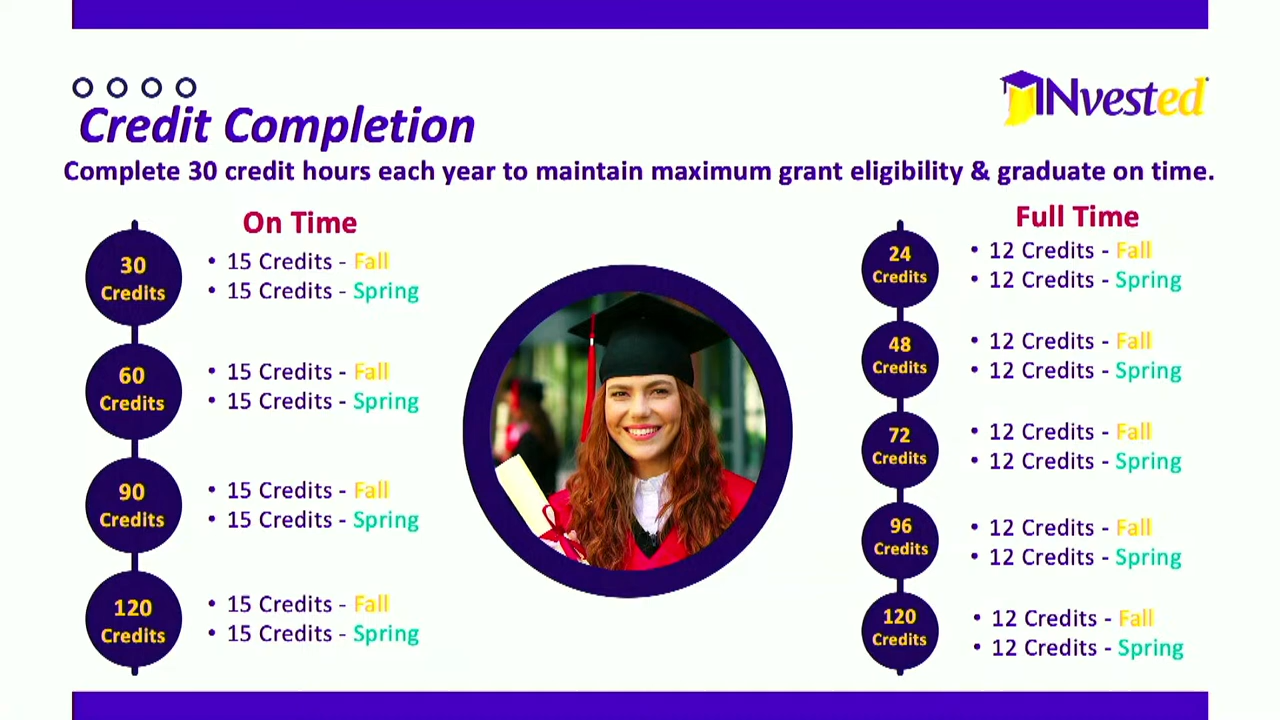 INvested
Credit Completion
Complete 30 credit hours each year to maintain maximum grant eligibility & graduate on time.
On Time
30
Credits
• 15 Credits - Fall
• 15 Credits - Spring
60
Credits
• 15 Credits - Fall
• 15 Credits - Spring
90
Credits
• 15 Credits - Fall
• 15 Credits - Spring
120
Credits
• 15 Credits - Fall
• 15 Credits - Spring
Full Time
24
Credits
• 12 Credits - Fall
• 12 Credits - Spring
48
Credits
• 12 Credits - Fall
• 12 Credits - Spring
72
Credits
• 12 Credits - Fall
• 12 Credits - Spring
96
Credits
• 12 Credits - Fall
• 12 Credits - Spring
120
Credits
• 12 Credits - Fall
• 12 Credits - Spring